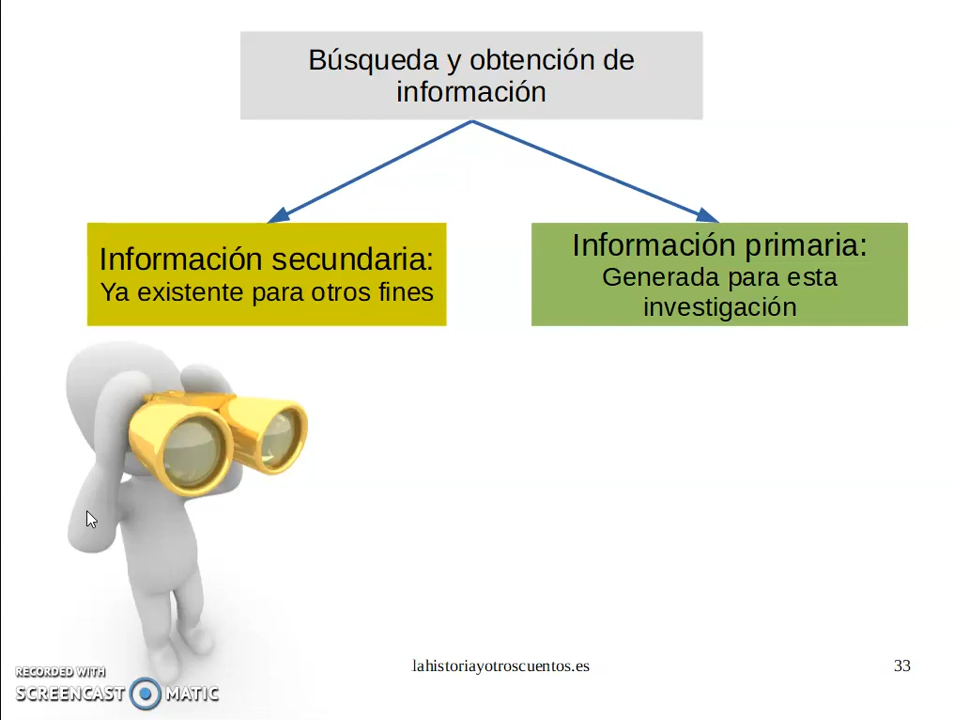 Búsqueda y obtención de
información
Información secundaria:
Ya existente para otros fines
Información primaria:
Generada para esta
investigación
RECORDED WITH
SCREENCAST MATIC
lahistoriayotroscuentos.es
33